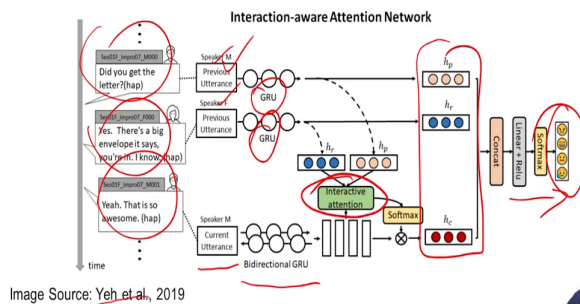 Interaction-aware Attention Network
Ses01F_impro07_M000
Did you get the
letter?(hap)
Speaker M
Previous
Utterance
GRU
h_p
Ses01F_impro07_F000
Yes. There's a big
envelope it says,
you're in. I know. (hap)
Speaker F
Previous
Utterance
GRU
h_r
h_r
h_p
Ses01F_impro07_M001
Yeah. That is so
awesome. (hap)
Interactive
attention
Softmax
Speaker M
Current
Utterance
Bidirectional GRU
h_c
Concat
Linear+ Relu
Softmax
time
Image Source: Yeh et al., 2019